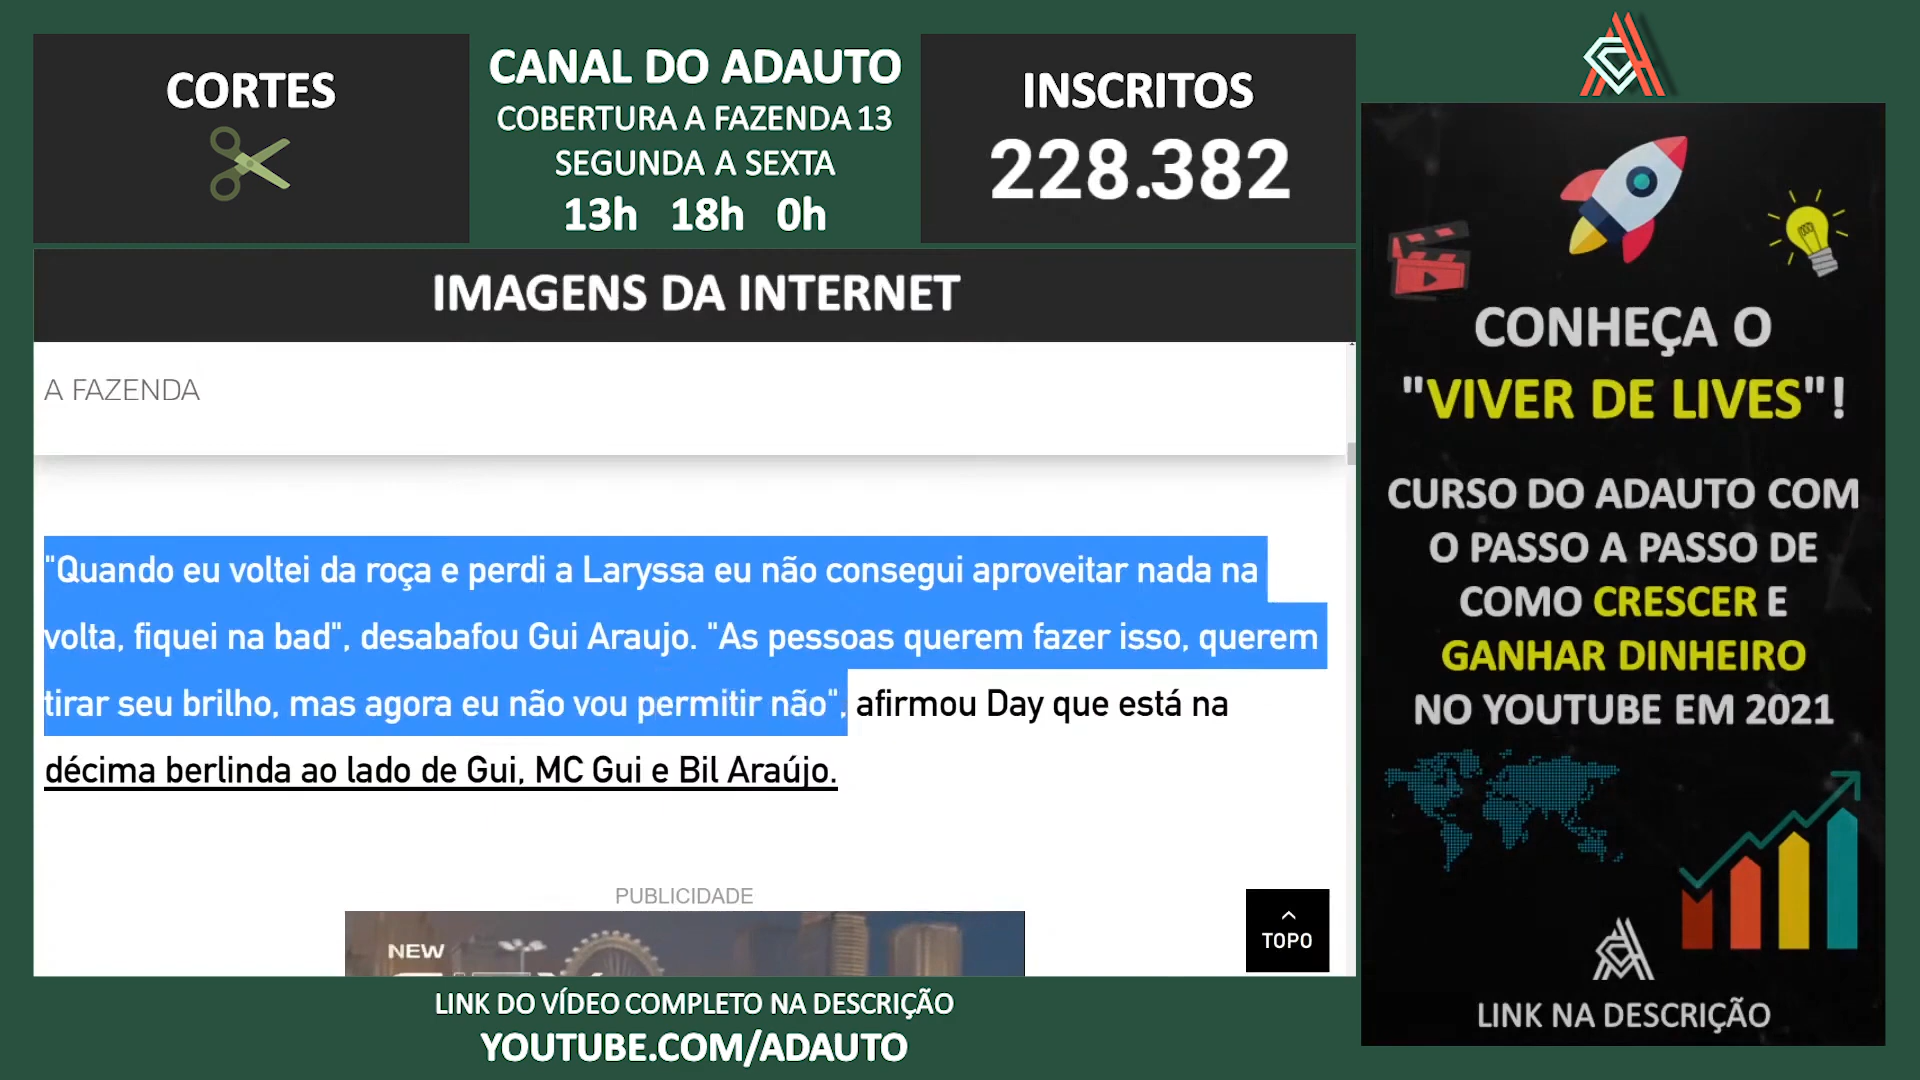 CORTES
CANAL DO ADAUTO
COBERTURA A FAZENDA 13
SEGUNDA A SEXTA
13h 18h 0h
INSCRITOS
228.382
IMAGENS DA INTERNET
A FAZENDA
"Quando eu voltei da roça e perdi a Laryssa eu não consegui aproveitar nada na
volta, fiquei na bad", desabafou Gui Araujo. "As pessoas querem fazer isso, querem
tirar seu brilho, mas agora eu não vou permitir não", afirmou Day que está na
décima berlinda ao lado de Gui, MC Gui e Bil Araújo.
PUBLICIDADE
NEW
TOPO
LINK DO VÍDEO COMPLETO NA DESCRIÇÃO
YOUTUBE.COM/ADAUTO
CONHEÇA O
"VIVER DE LIVES"!
CURSO DO ADAUTO COM
O PASSO A PASSO DE
COMO CRESCER E
GANHAR DINHEIRO
NO YOUTUBE EM 2021
LINK NA DESCRIÇÃO